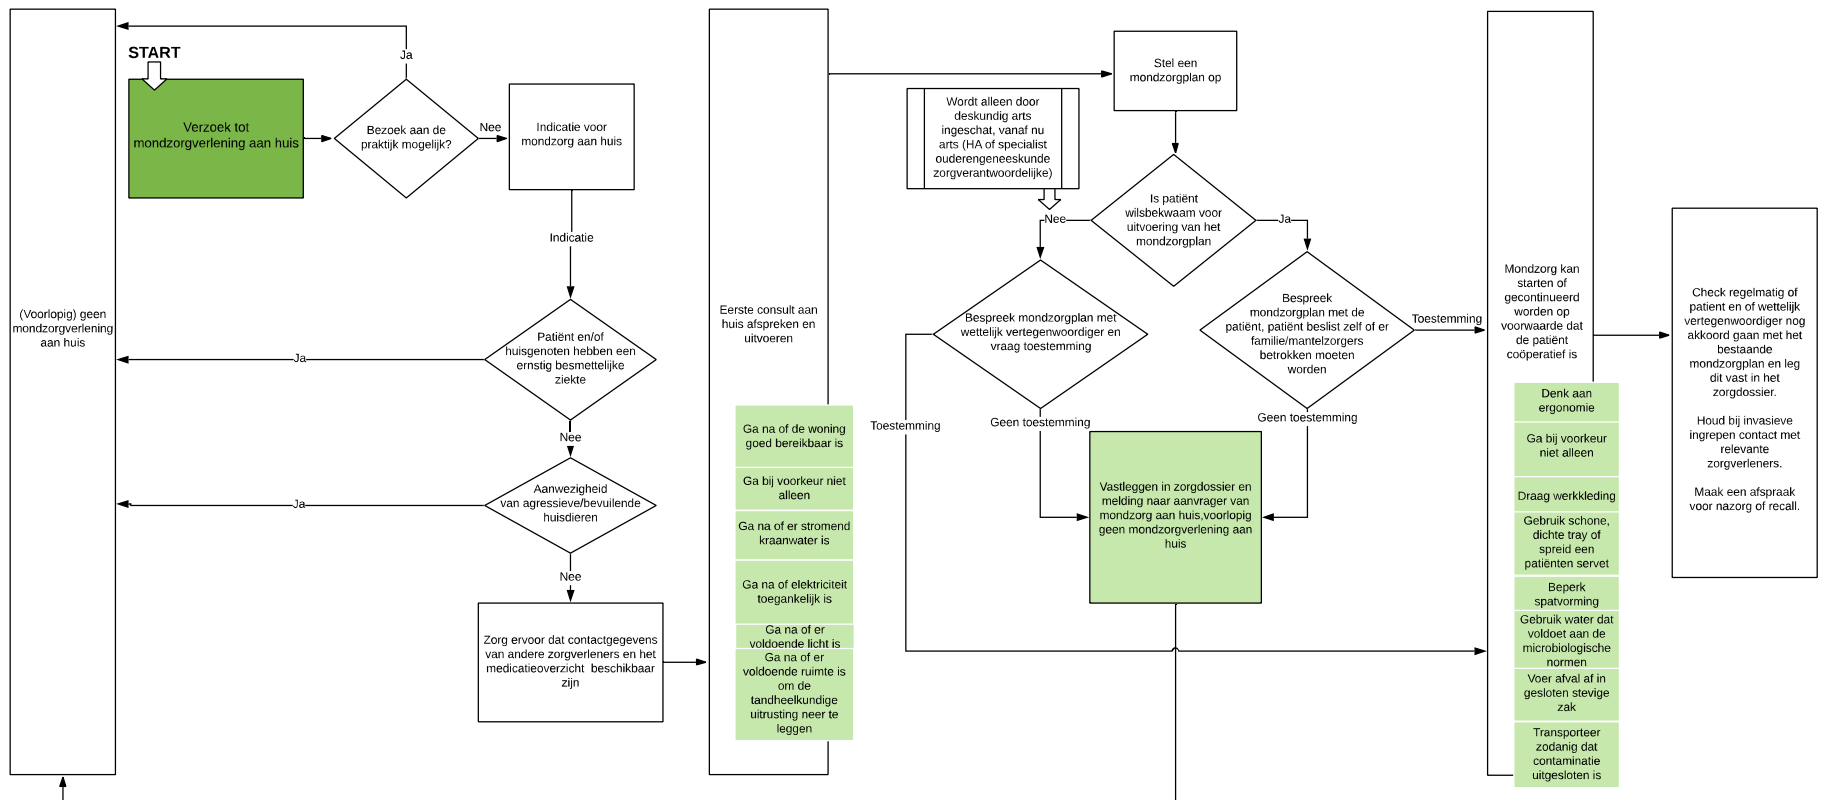 START
Verzoek tot
mondzorgverlening aan huis
Bezoek aan de
praktijk mogelijk?
Ja
Nee
Indicatie voor
mondzorg aan huis
Indicatie
(Voorlopig) geen
mondzorgverlening
aan huis
Patiënt en/of
huisgenoten hebben een
ernstig besmettelijke
ziekte
Ja
Nee
Aanwezigheid
van agressieve/bevuilende
huisdieren
Ja
Nee
Zorg ervoor dat contactgegevens
van andere zorgverleners en het
medicatieoverzicht beschikbaar
zijn
Eerste consult aan
huis afspreken en
uitvoeren
Ga na of de woning
goed bereikbaar is
Ga bij voorkeur niet
alleen
Ga na of er stromend
kraanwater is
Ga na of elektriciteit
toegankelijk is
Ga na of er
voldoende licht is
Ga na of er
voldoende ruimte is
om de
tandheelkundige
uitrusting neer te
leggen
Stel een
mondzorgplan op
Wordt alleen door
deskundig arts
ingeschat, vanaf nu
arts (HA of specialist
ouderengeneeskunde
zorgverantwoordelijke)
Is patiënt
wilsbekwaam voor
uitvoering van het
mondzorgplan
Nee
Ja
Bespreek mondzorgplan met
wettelijk vertegenwoordiger en
vraag toestemming
Bespreek
mondzorgplan met de
patiënt, patiënt beslist zelf of er
familie/mantelzorgers
betrokken moeten
worden
Toestemming
Toestemming
Geen toestemming
Geen toestemming
Vastleggen in zorgdossier en
melding naar aanvrager van
mondzorg aan huis,voorlopig
geen mondzorgverlening aan
huis
Mondzorg kan
starten of
gecontinueerd
worden op
voorwaarde dat
de patiënt
coöperatief is
Denk aan
ergonomie
Ga bij voorkeur
niet alleen
Draag werkkleding
Gebruik schone,
dichte tray of
spreid een
patiënten servet
Beperk
spatvorming
Gebruik water dat
voldoet aan de
microbiologische
normen
Voer afval af in
gesloten stevige
zak
Transporteer
zodanig dat
contaminatie
uitgesloten is
Check regelmatig of
patient en of wettelijk
vertegenwoordiger nog
akkoord gaan met het
bestaande
mondzorgplan en leg
dit vast in het
zorgdossier.
Houd bij invasieve
ingrepen contact met
relevante
zorgverleners.
Maak een afspraak
voor nazorg of recall.